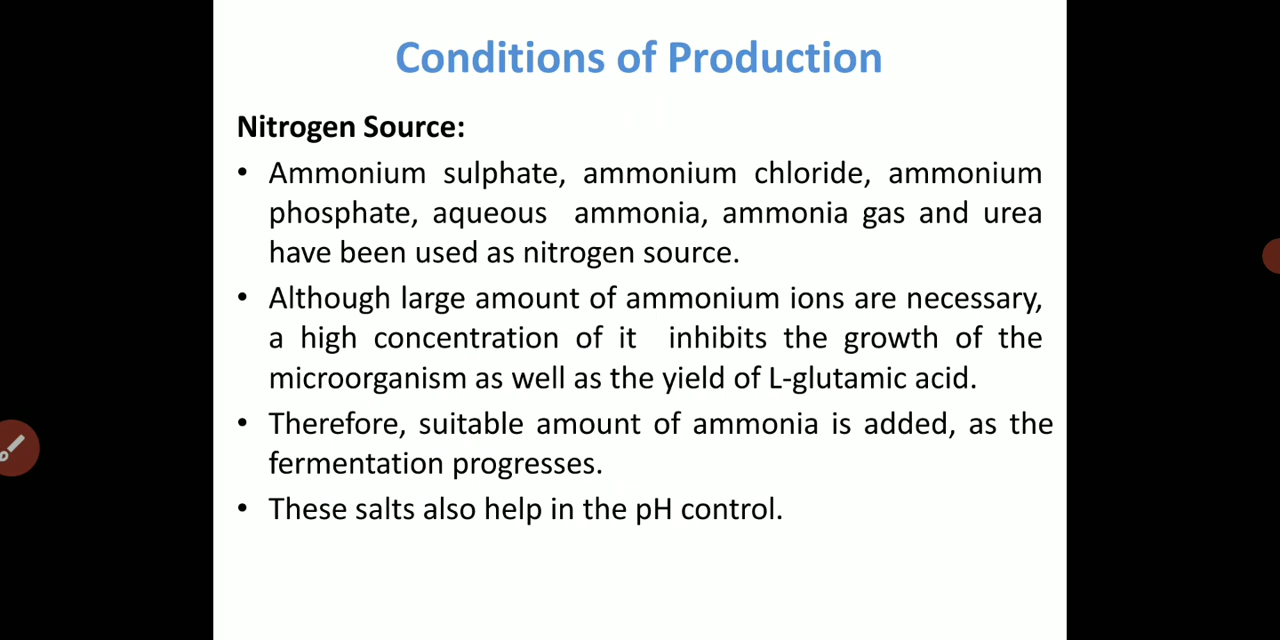 Conditions of Production
Nitrogen Source:
• Ammonium sulphate, ammonium chloride, ammonium
phosphate, aqueous ammonia, ammonia gas and urea
have been used as nitrogen source.
• Although large amount of ammonium ions are necessary,
a high concentration of it inhibits the growth of the
microorganism as well as the yield of L-glutamic acid.
• Therefore, suitable amount of ammonia is added, as the
fermentation progresses.
• These salts also help in the pH control.